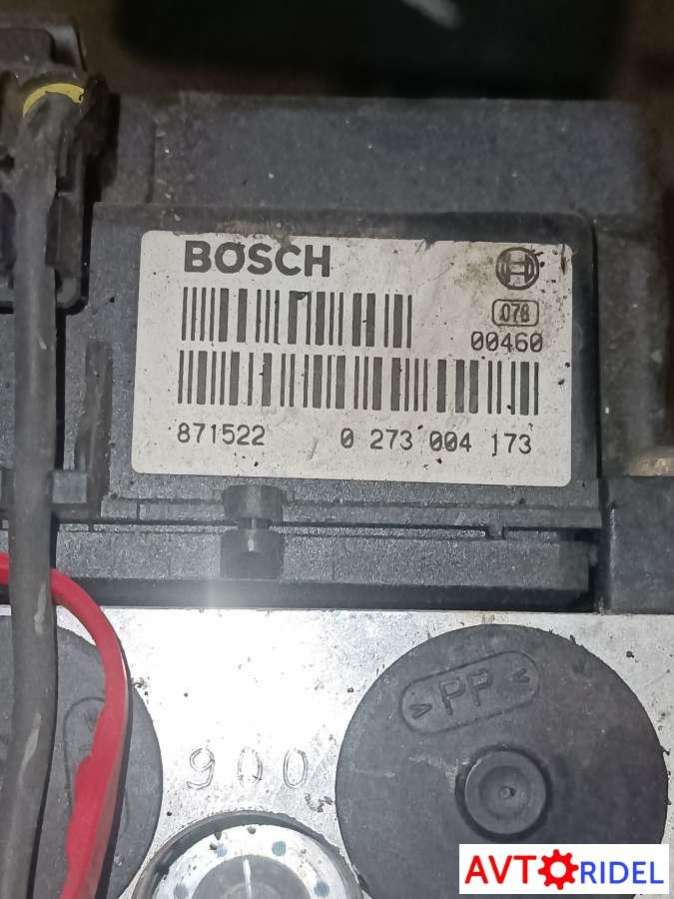 BOSCH
078
00460
871522 0 273 004 173
>PP<
900
AVTORIDEL